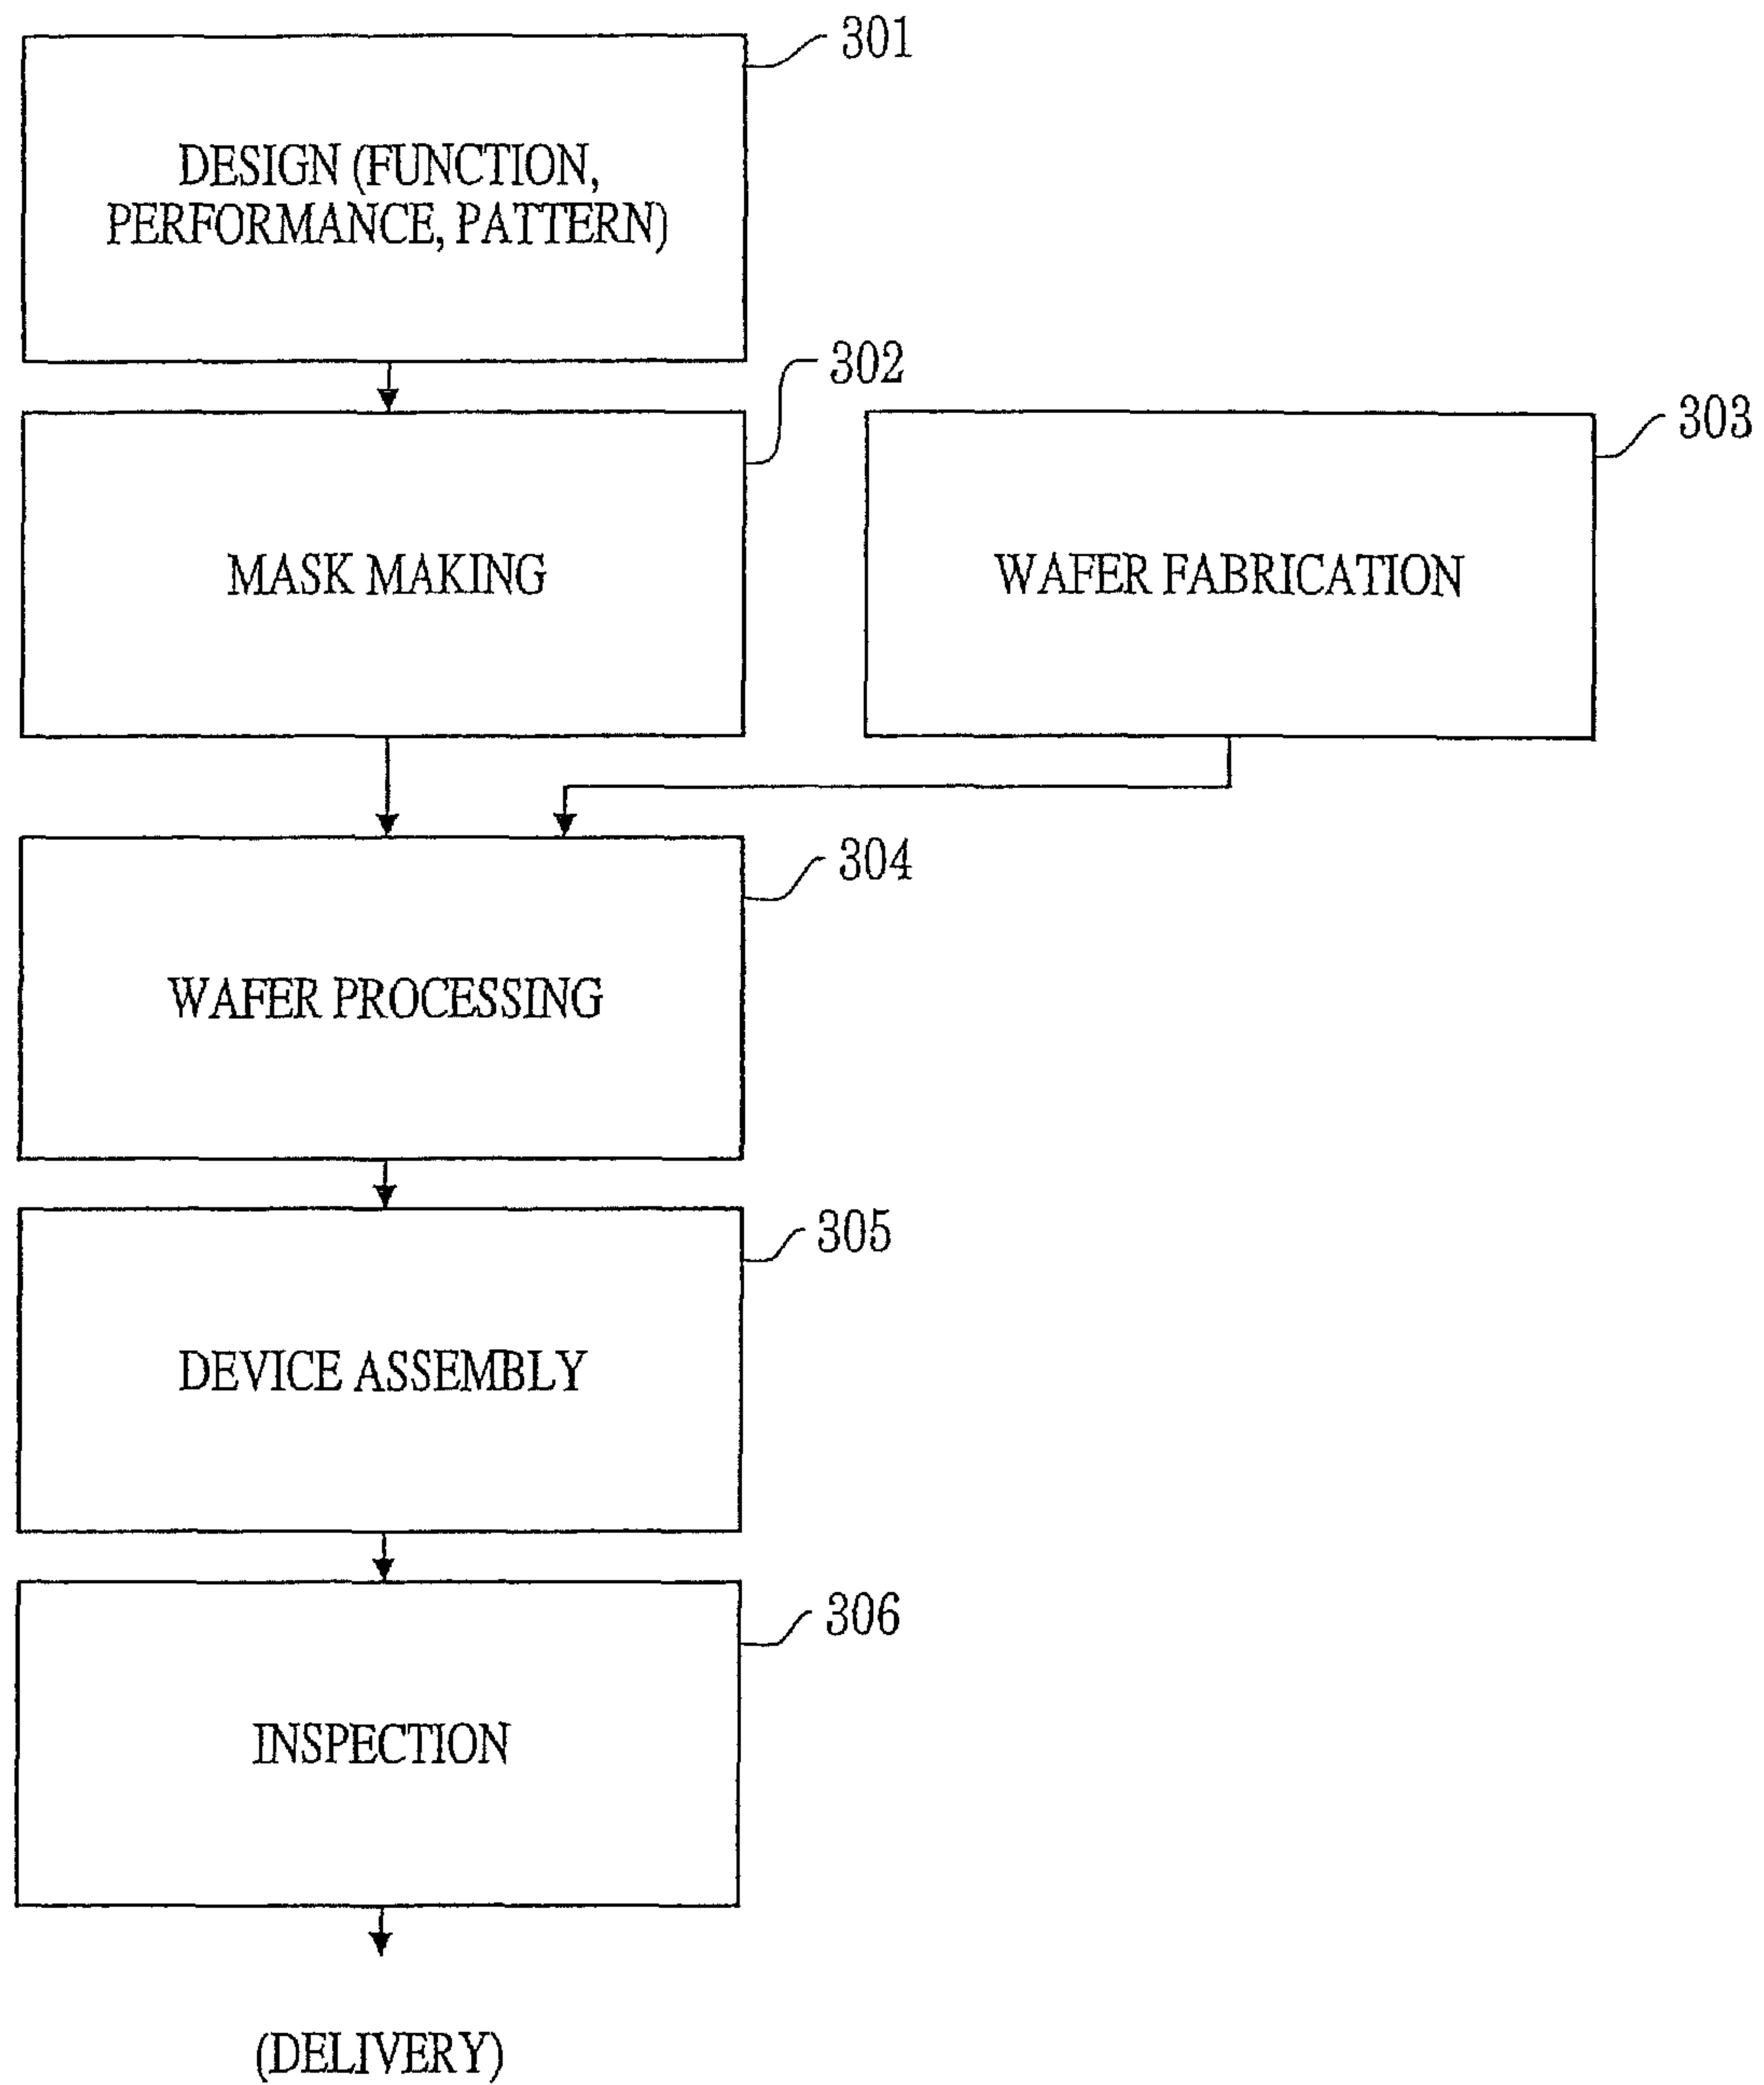 301
DESIGN (FUNCTION,
PERFORMANCE, PATTERN)
302
MASK MAKING
303
WAFER FABRICATION
304
WAFER PROCESSING
305
DEVICE ASSEMBLY
306
INSPECTION
(DELIVERY)